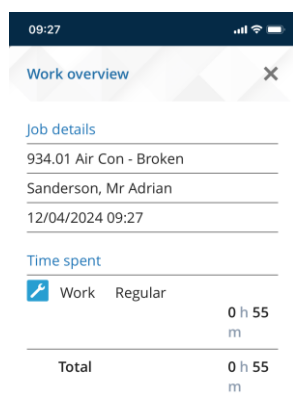 09:27
Work overview
Job details
934.01 Air Con - Broken
Sanderson, Mr Adrian
12/04/2024 09:27
Time spent
Work Regular
0 h 55
m
Total 0 h 55
m